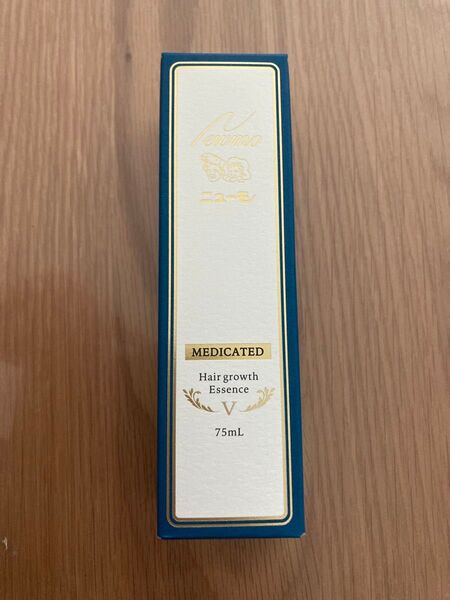 Newmo
ニューモ
MEDICATED
Hair growth
Essence
V
75mL